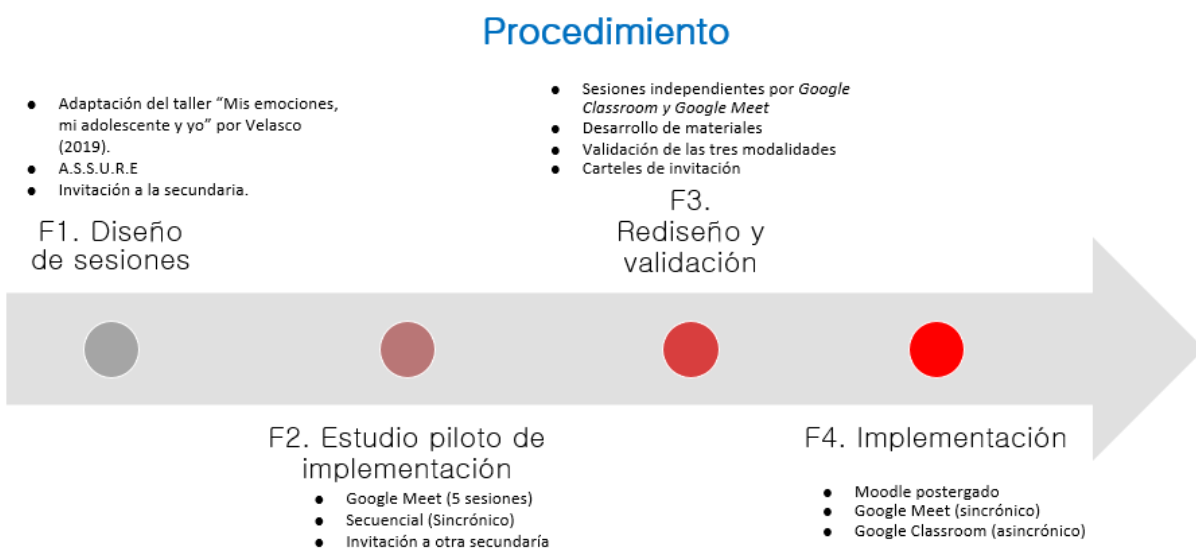 Procedimiento
● Adaptación del taller “Mis emociones,
mi adolescente y yo” por Velasco
(2019).
● A.S.S.U.R.E
● Invitación a la secundaria.
F1. Diseño
de sesiones
● Sesiones independientes por Google
Classroom y Google Meet
● Desarrollo de materiales
● Validación de las tres modalidades
● Carteles de invitación
F3.
Rediseño y
validación
F2. Estudio piloto de
implementación
● Google Meet (5 sesiones)
● Secuencial (Sincrónico)
● Invitación a otra secundaría
F4. Implementación
● Moodle postergado
● Google Meet (sincrónico)
● Google Classroom (asincrónico)